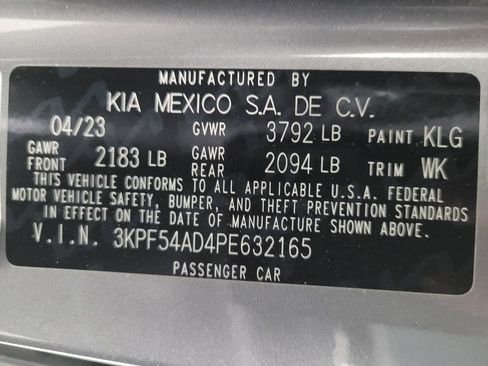 MANUFACTURED BY
KIA MEXICO S.A. DE C.V.
04/23 GVWR 3792 LB PAINT KLG
GAWR FRONT 2183 LB GAWR REAR 2094 LB TRIM WK
THIS VEHICLE CONFORMS TO ALL APPLICABLE U.S.A. FEDERAL
MOTOR VEHICLE SAFETY, BUMPER, AND THEFT PREVENTION STANDARDS
IN EFFECT ON THE DATE OF MANUFACTURE SHOWN ABOVE
V.I.N. 3KPF54AD4PE632165
PASSENGER CAR